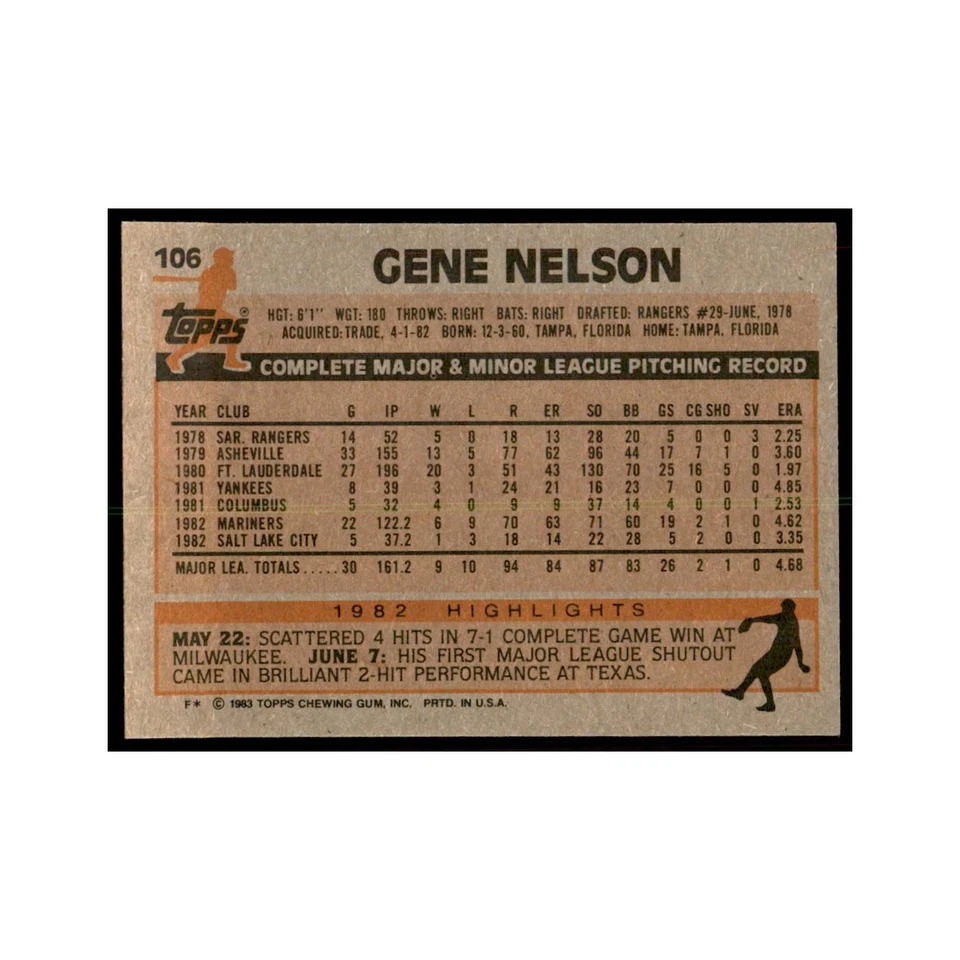 106
GENE NELSON
Topps®
HGT: 6'1" WGT: 180 THROWS: RIGHT BATS: RIGHT DRAFTED: RANGERS #29-JUNE, 1978
ACQUIRED: TRADE, 4-1-82 BORN: 12-3-60, TAMPA, FLORIDA HOME: TAMPA, FLORIDA
COMPLETE MAJOR & MINOR LEAGUE PITCHING RECORD
YEAR CLUB G IP W L R ER SO BB GS CG SHO SV ERA
1978 SAR. RANGERS 14 52 5 0 18 13 28 20 5 0 0 3 2.25
1979 ASHEVILLE 33 155 13 5 77 62 96 44 17 7 1 0 3.60
1980 FT. LAUDERDALE 27 196 20 3 51 43 130 70 25 16 5 0 1.97
1981 YANKEES 8 39 3 1 24 21 16 23 7 0 0 0 4.85
1981 COLUMBUS 5 32 4 0 9 9 37 14 4 0 0 1 2.53
1982 MARINERS 22 122.2 6 9 70 63 71 60 19 2 1 0 4.62
1982 SALT LAKE CITY 5 37.2 1 3 18 14 22 28 5 2 0 0 3.35
MAJOR LEA. TOTALS.....30 161.2 9 10 94 84 87 83 26 2 1 0 4.68
1982 HIGHLIGHTS
MAY 22: SCATTERED 4 HITS IN 7-1 COMPLETE GAME WIN AT
MILWAUKEE. JUNE 7: HIS FIRST MAJOR LEAGUE SHUTOUT
CAME IN BRILLIANT 2-HIT PERFORMANCE AT TEXAS.
F* © 1983 TOPPS CHEWING GUM, INC. PRTD. IN U.S.A.